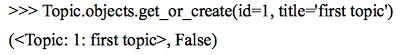 >>> Topic.objects.get_or_create(id=1, title='first topic')
(<Topic: 1: first topic>, False)